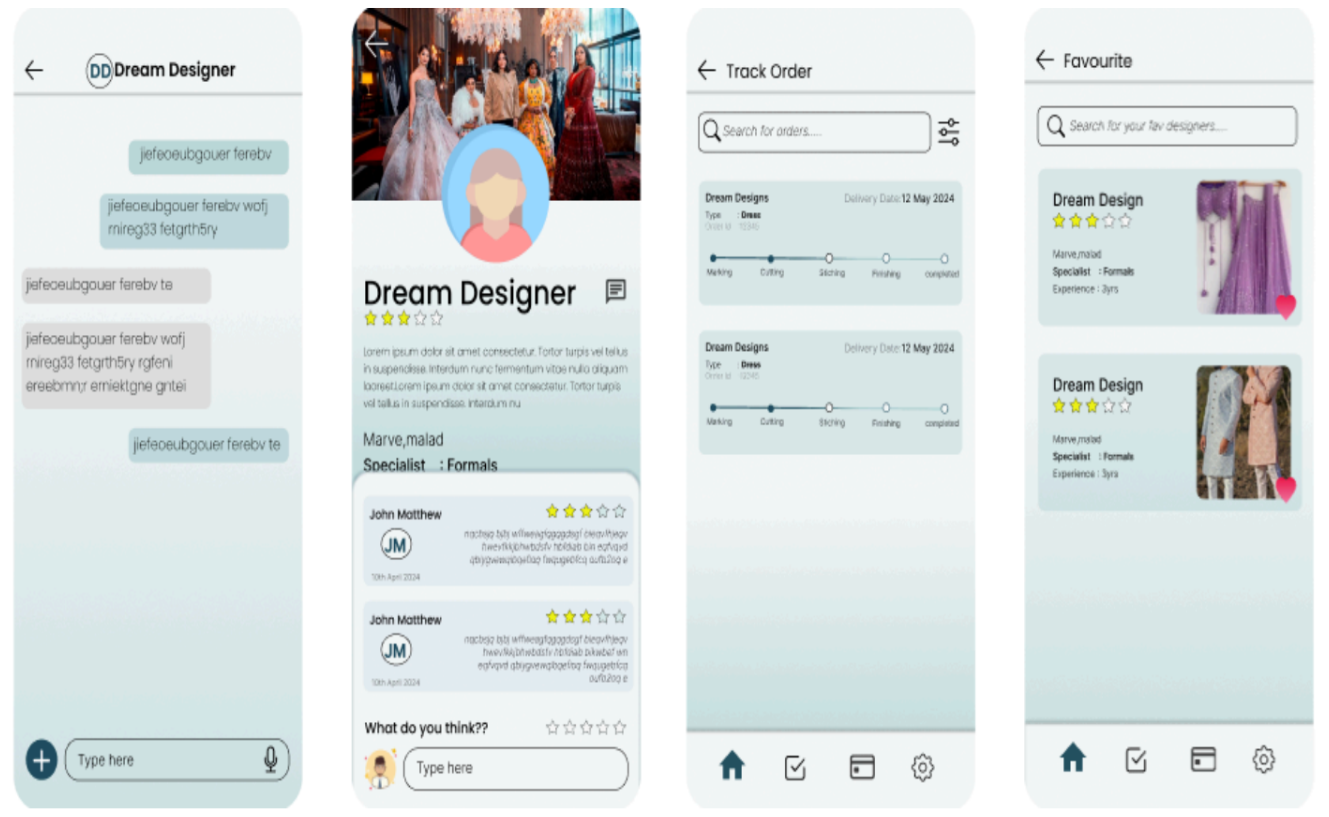 DD Dream Designer
jiefeoeubgouer ferebv
jiefeoeubgouer ferebv wofj
rnireg33 fetgrth5ry
jiefeoeubgouer ferebv te
jiefeoeubgouer ferebv wofj
rnireg33 fetgrth5ry rgfeni
ereebmn;r erniektgne gntei
jiefeoeubgouer ferebv te
Type here
Dream Designer
Lorem ipsum dolor sit amet consectetur. Tortor turpis vel tellus
in suspendisse. Interdum nunc fermentum vitae nulla aliquam
laoreet.Lorem ipsum dolor sit amet consectetur. Tortor turpis
vel tellus in suspendisse. Interdum nu
Marve,malad
Specialist : Formals
John Matthew
JM
10th April 2024
John Matthew
JM
10th April 2024
What do you think??
Type here
Track Order
Search for orders.....
Dream Designs
Delivery Date:12 May 2024
Type : Dress
Order Id 12345
Marking Cutting Stiching Finishing completed
Dream Designs
Delivery Date:12 May 2024
Type : Dress
Order Id 12345
Marking Cutting Stiching Finishing completed
Favourite
Search for your fav designers.....
Dream Design
Marve,malad
Specialist : Formals
Experience : 3yrs
Dream Design
Marve,malad
Specialist : Formals
Experience : 3yrs